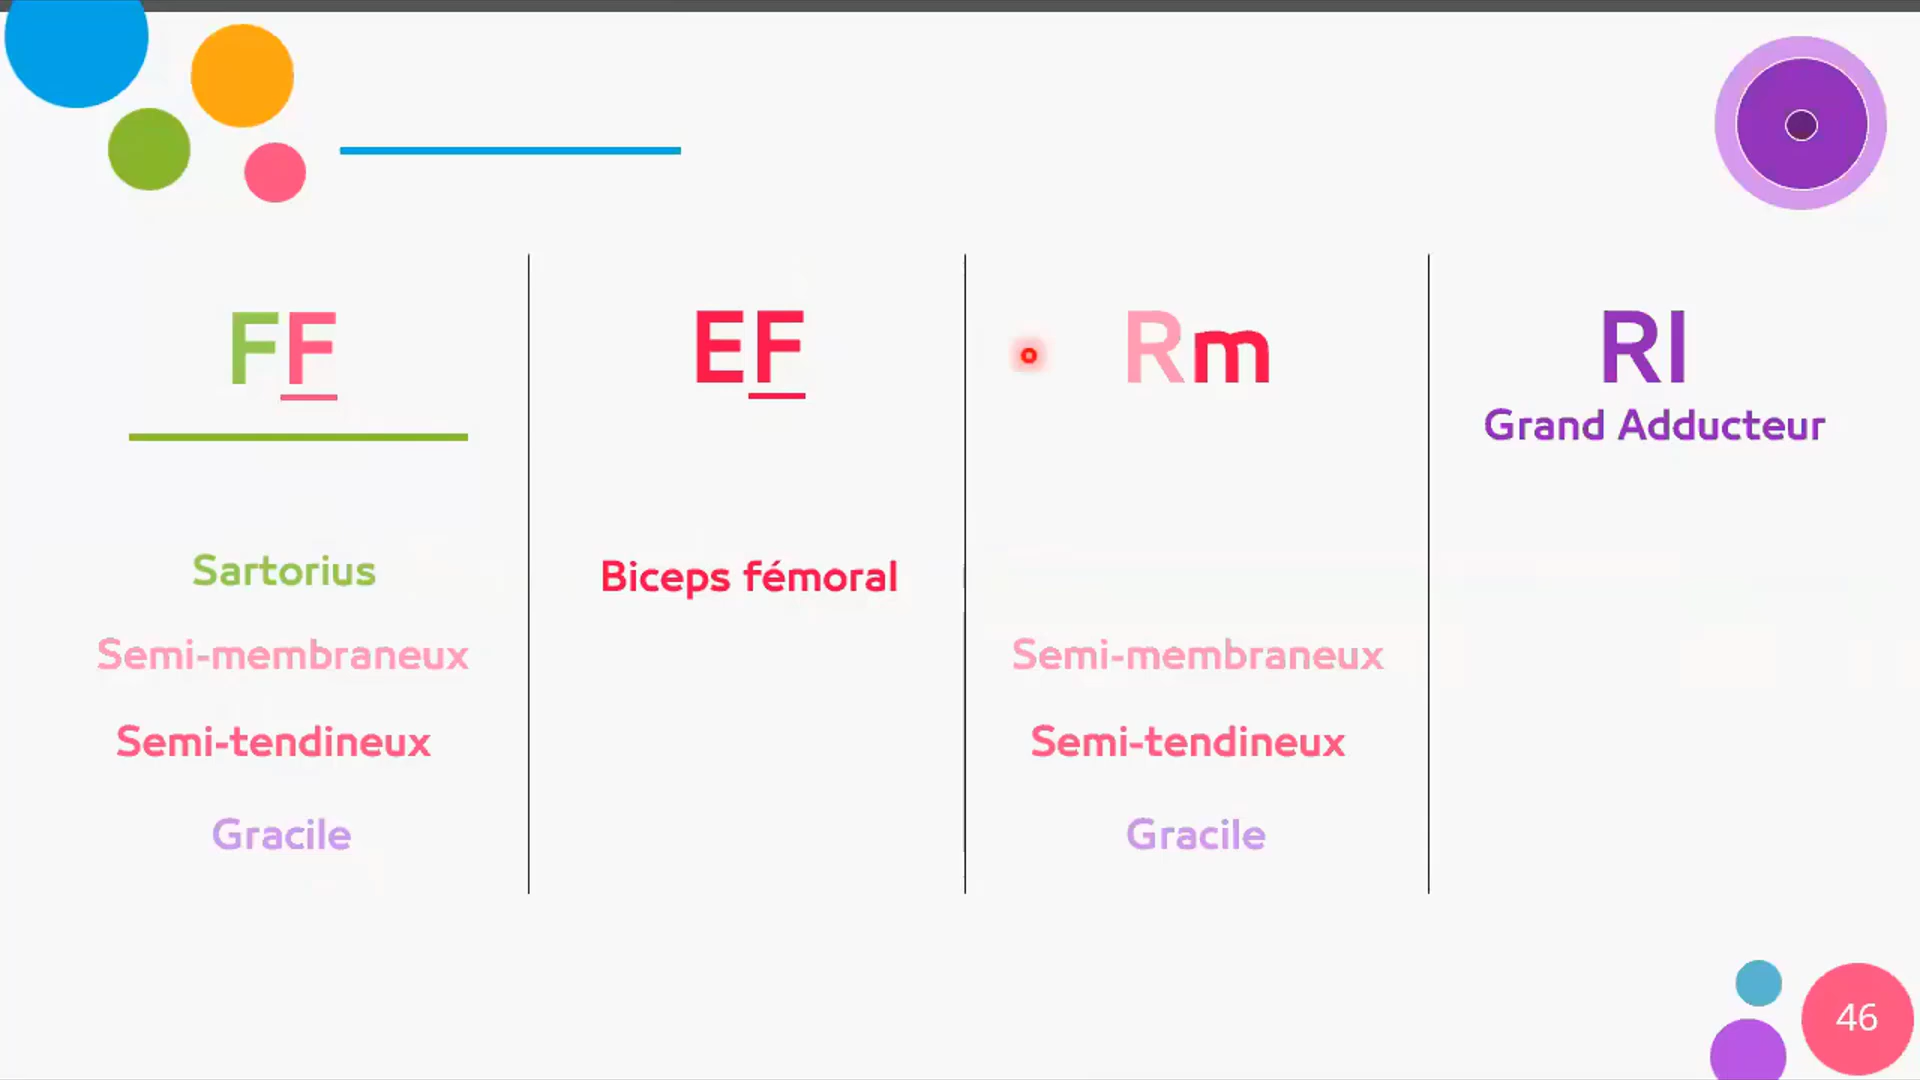 FF
Sartorius
Semi-membraneux
Semi-tendineux
Gracile
EF
Biceps fémoral
Rm
Semi-membraneux
Semi-tendineux
Gracile
Rl
Grand Adducteur
46